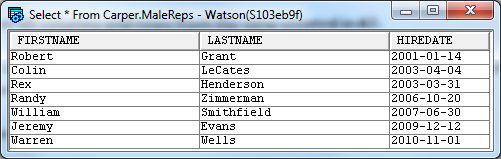 Select * From Carper.MaleReps - Watson(S103eb9f)
FIRSTNAME LASTNAME HIREDATE
Robert Grant 2001-01-14
Colin LeCates 2003-04-04
Rex Henderson 2003-03-31
Randy Zimmerman 2006-10-20
William Smithfield 2007-06-30
Jeremy Evans 2009-12-12
Warren Wells 2010-11-01